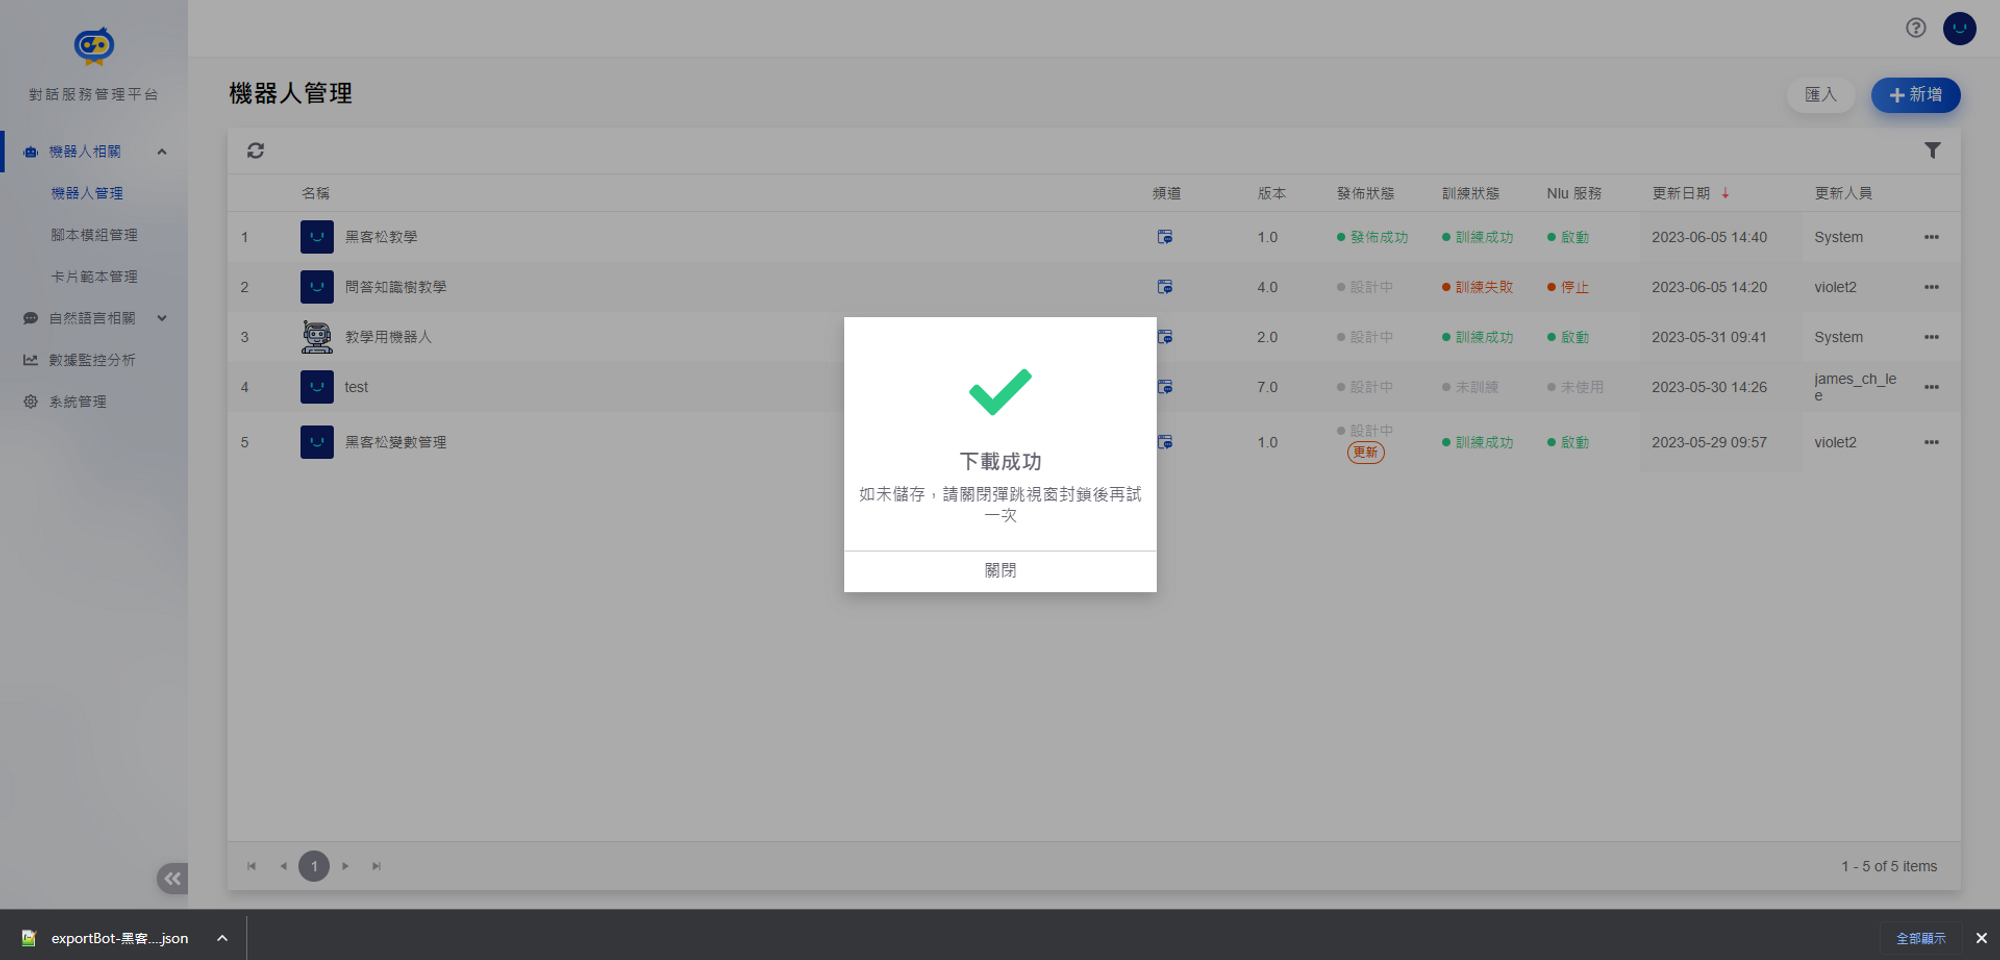 對話服務管理平台
機器人相關
機器人管理
腳本模組管理
卡片範本管理
自然語言相關
數據監控分析
系統管理
機器人管理
匯入
新增
名稱 頻道 版本 發佈狀態 訓練狀態 Nlu 服務 更新日期 更新人員
1 黑客松教學 1.0 發佈成功 訓練成功 啟動 2023-06-05 14:40 System
2 問答知識樹教學 4.0 設計中 訓練失敗 停止 2023-06-05 14:20 violet2
3 教學用機器人 2.0 設計中 訓練成功 啟動 2023-05-31 09:41 System
4 test 7.0 設計中 未訓練 未使用 2023-05-30 14:26 james_ch_le
e
5 黑客松變數管理 1.0 設計中 訓練成功 啟動 2023-05-29 09:57 violet2
更新
下載成功
如未儲存，請關閉彈跳視窗封鎖後再試
一次
關閉
1
1 - 5 of 5 items
exportBot-黑客....json
全部顯示